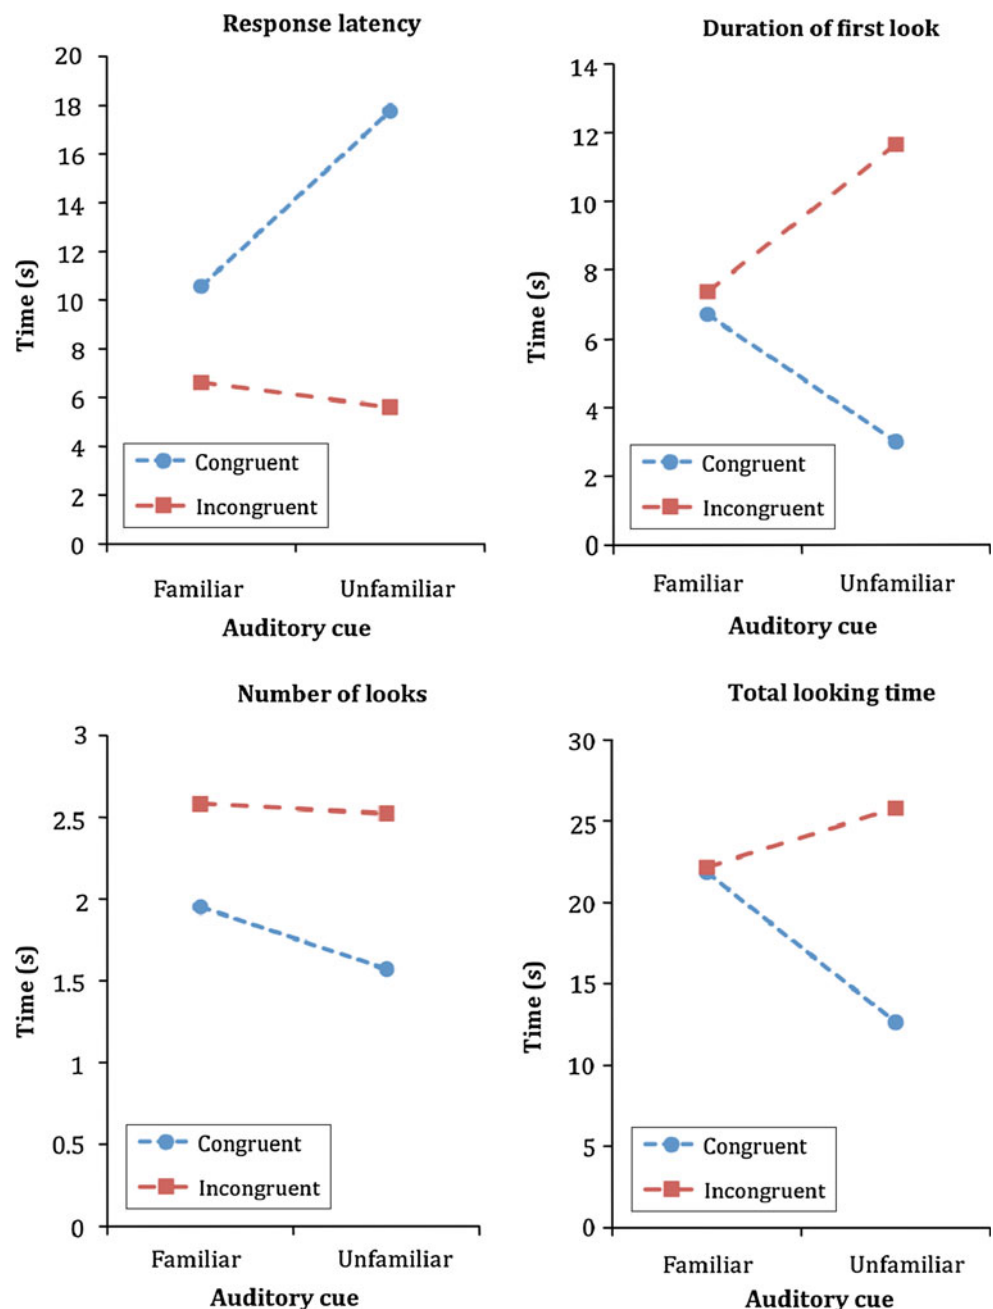 Response latency
Time (s)
20
18
16
14
12
10
8
6
4
2
0
Congruent
Incongruent
Familiar
Unfamiliar
Auditory cue
Duration of first look
Time (s)
14
12
10
8
6
4
2
0
Congruent
Incongruent
Familiar
Unfamiliar
Auditory cue
Number of looks
Time (s)
3
2.5
2
1.5
1
0.5
0
Congruent
Incongruent
Familiar
Unfamiliar
Auditory cue
Total looking time
Time (s)
30
25
20
15
10
5
0
Congruent
Incongruent
Familiar
Unfamiliar
Auditory cue